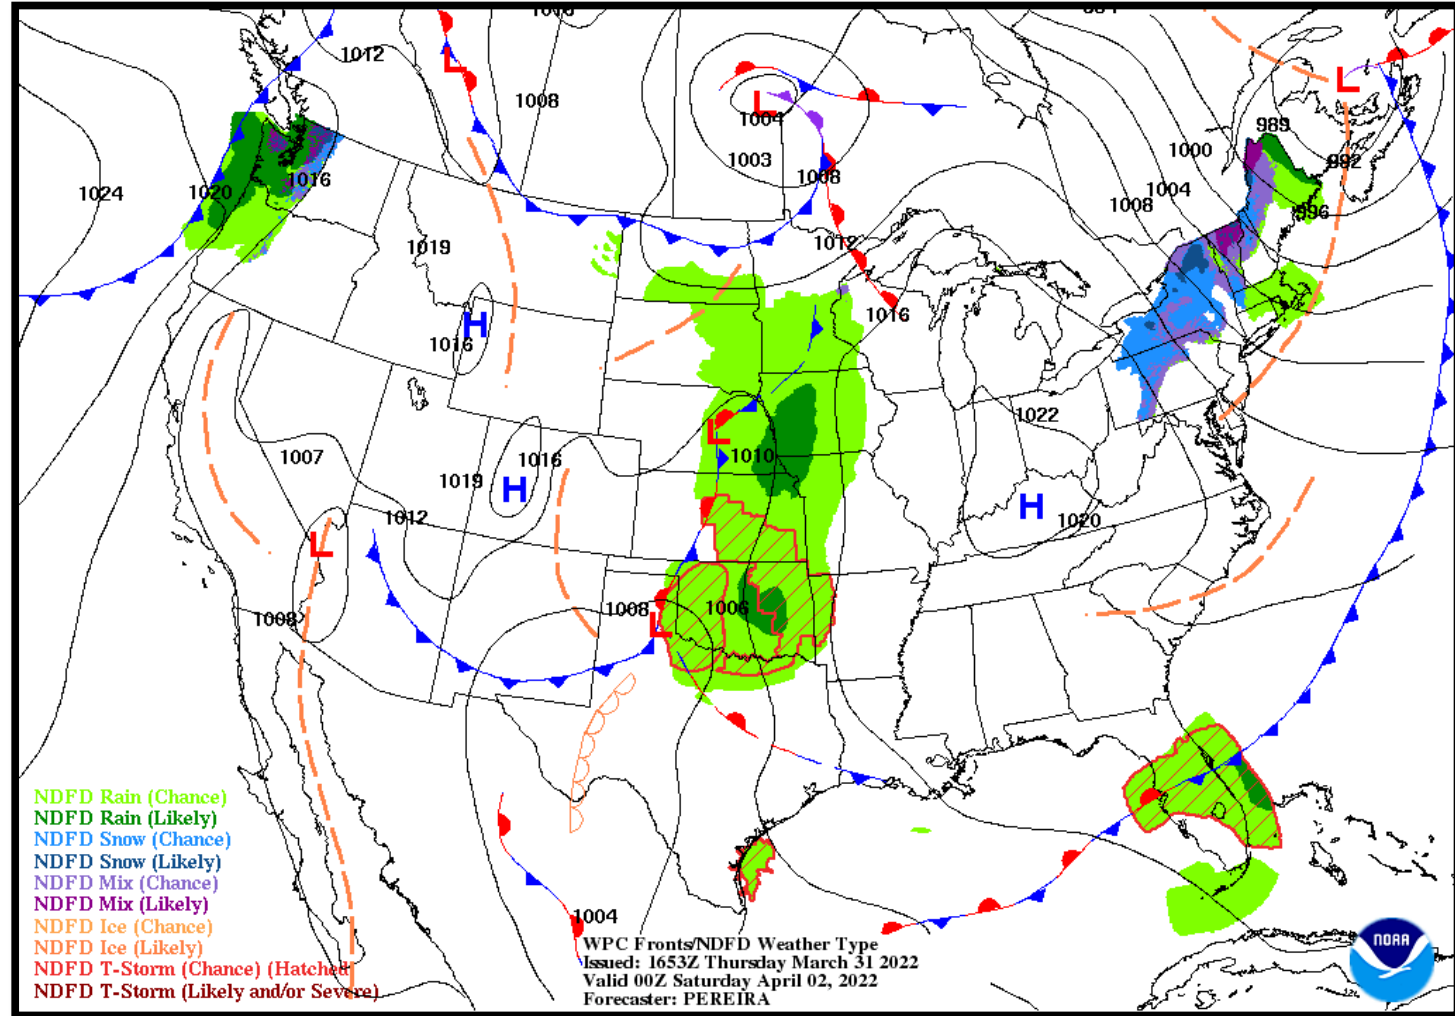 1012
1008
1004
1003
1008
1024
1020
1016
1019
1012
1016
1000
1004
1008
989
992
996
L
L
L
H
1016
1007
1019
1016
H
1012
L
1010
1022
H
1020
L
1008
1008
L
1006
1004
NDFD Rain (Chance)
NDFD Rain (Likely)
NDFD Snow (Chance)
NDFD Snow (Likely)
NDFD Mix (Chance)
NDFD Mix (Likely)
NDFD Ice (Chance)
NDFD Ice (Likely)
NDFD T-Storm (Chance) (Hatched
NDFD T-Storm (Likely and/or Severe)
WPC Fronts/NDFD Weather Type
Issued: 1653Z Thursday March 31 2022
Valid 00Z Saturday April 02, 2022
Forecaster: PEREIRA
NOAA